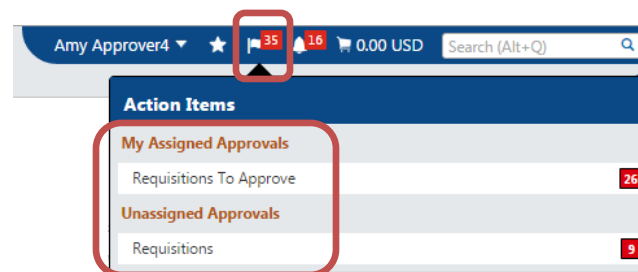 Amy Approver4 35 16 0.00 USD Search (Alt+Q)
Action Items
My Assigned Approvals
Requisitions To Approve 26
Unassigned Approvals
Requisitions 9